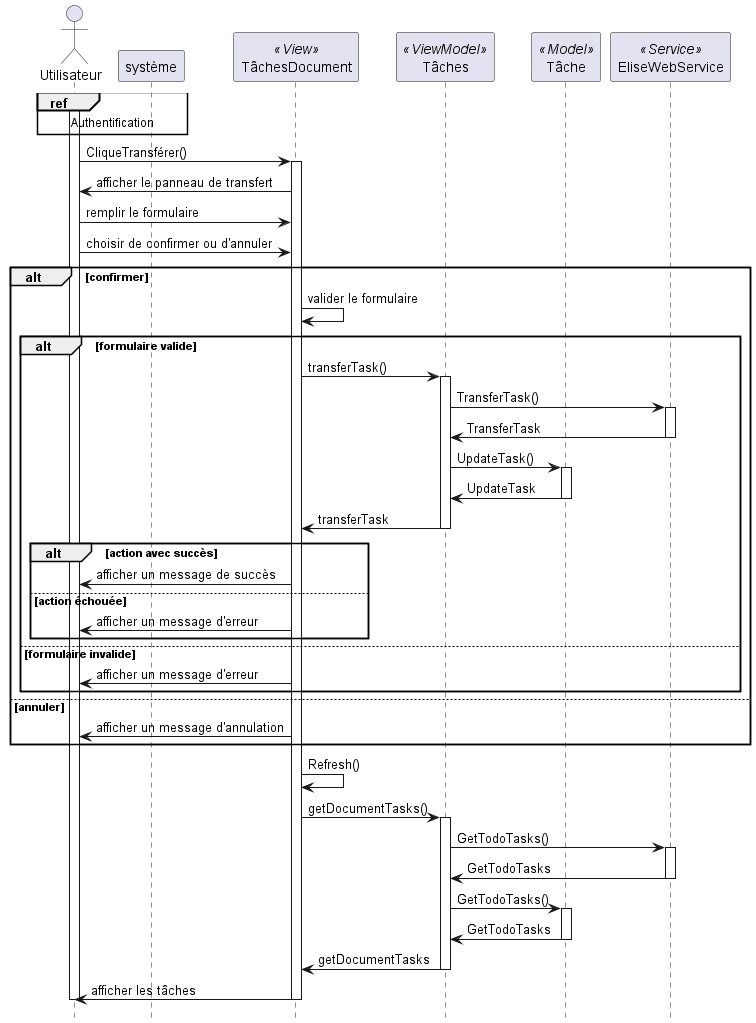 «View»
«ViewModel»
«Model»
«Service»
Utilisateur
système
TâchesDocument
Tâches
Tâche
EliseWebService
ref
Authentification
CliqueTransférer()
afficher le panneau de transfert
remplir le formulaire
choisir de confirmer ou d'annuler
alt [confirmer]
valider le formulaire
alt [formulaire valide]
transferTask()
TransferTask()
TransferTask
UpdateTask()
UpdateTask
transferTask
alt [action avec succès]
afficher un message de succès
[action échouée]
afficher un message d'erreur
[formulaire invalide]
afficher un message d'erreur
[annuler]
afficher un message d'annulation
Refresh()
getDocumentTasks()
GetTodoTasks()
GetTodoTasks
GetTodoTasks()
GetTodoTasks
getDocumentTasks
afficher les tâches